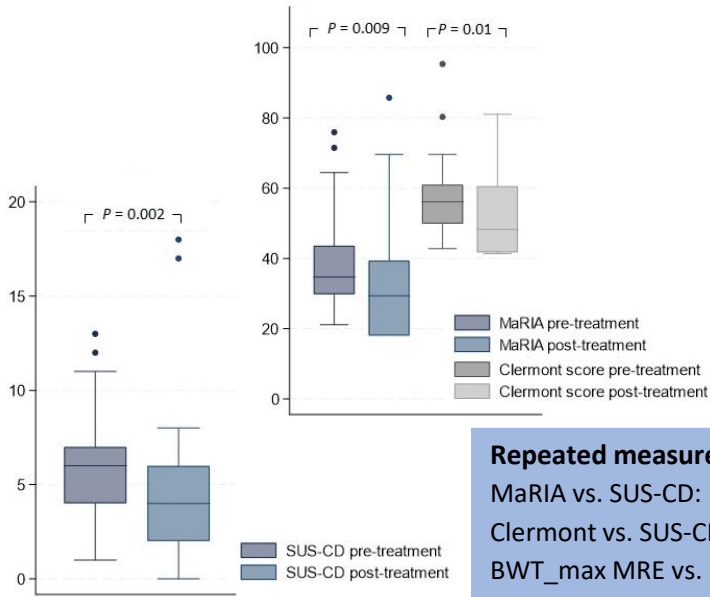 P = 0.009 P = 0.01
100
80
60
40
20
0
MaRIA pre-treatment
MaRIA post-treatment
Clermont score pre-treatment
Clermont score post-treatment
20
P = 0.002
15
10
5
0
SUS-CD pre-treatment
SUS-CD post-treatment
Repeated measure
MaRIA vs. SUS-CD:
Clermont vs. SUS-CD
BWT_max MRE vs.